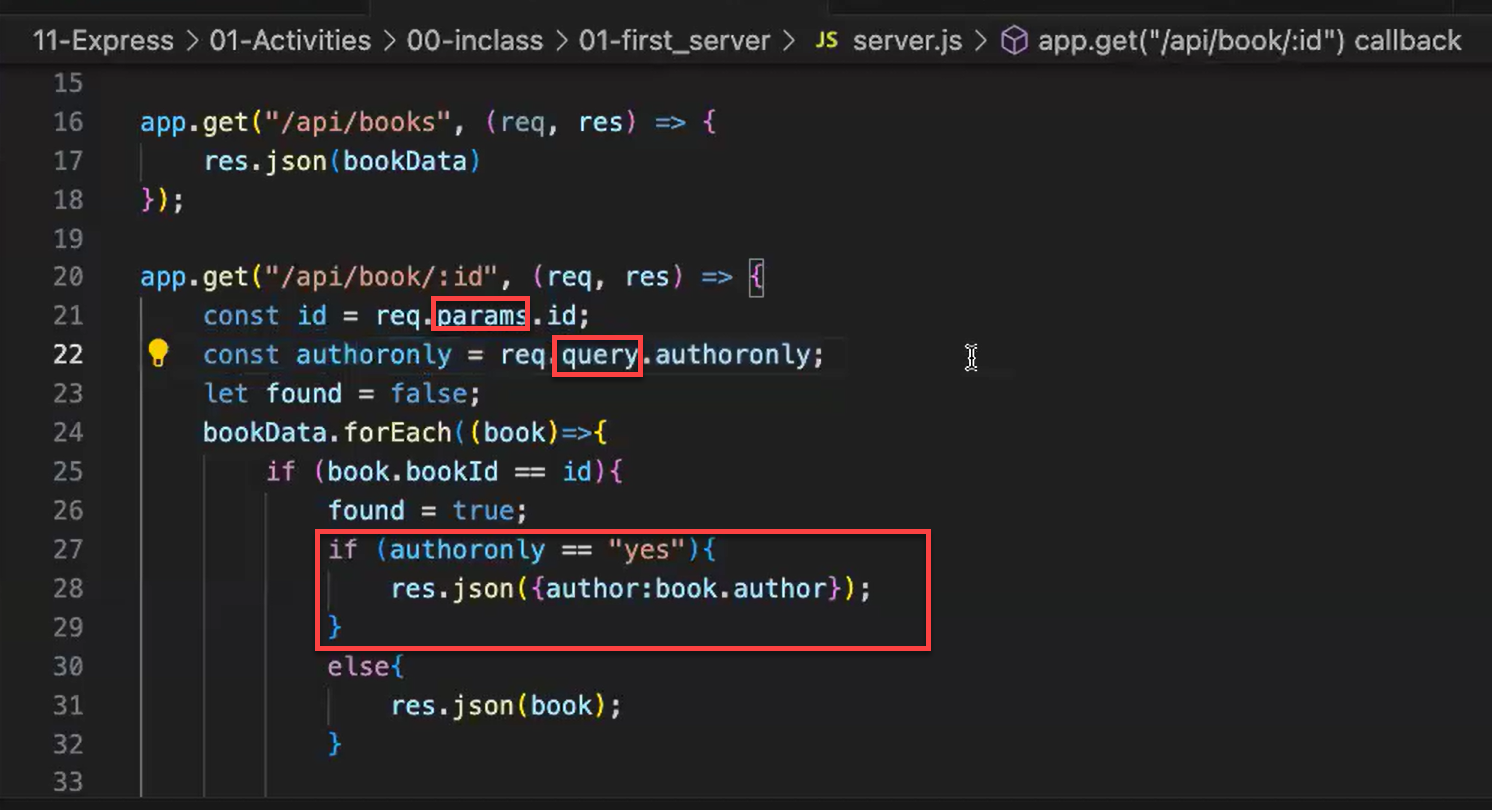 11-Express > 01-Activities > 00-inclass > 01-first_server > JS server.js > app.get("/api/book/:id") callback
15
16 app.get("/api/books", (req, res) => {
17 res.json(bookData)
18 });
19
20 app.get("/api/book/:id", (req, res) => {
21 const id = req.params.id;
22 const authoronly = req.query.authoronly;
23 let found = false;
24 bookData.forEach((book)=>{
25 if (book.bookId == id){
26 found = true;
27 if (authoronly == "yes"){
28 res.json({author:book.author});
29 }
30 else{
31 res.json(book);
32 }
33